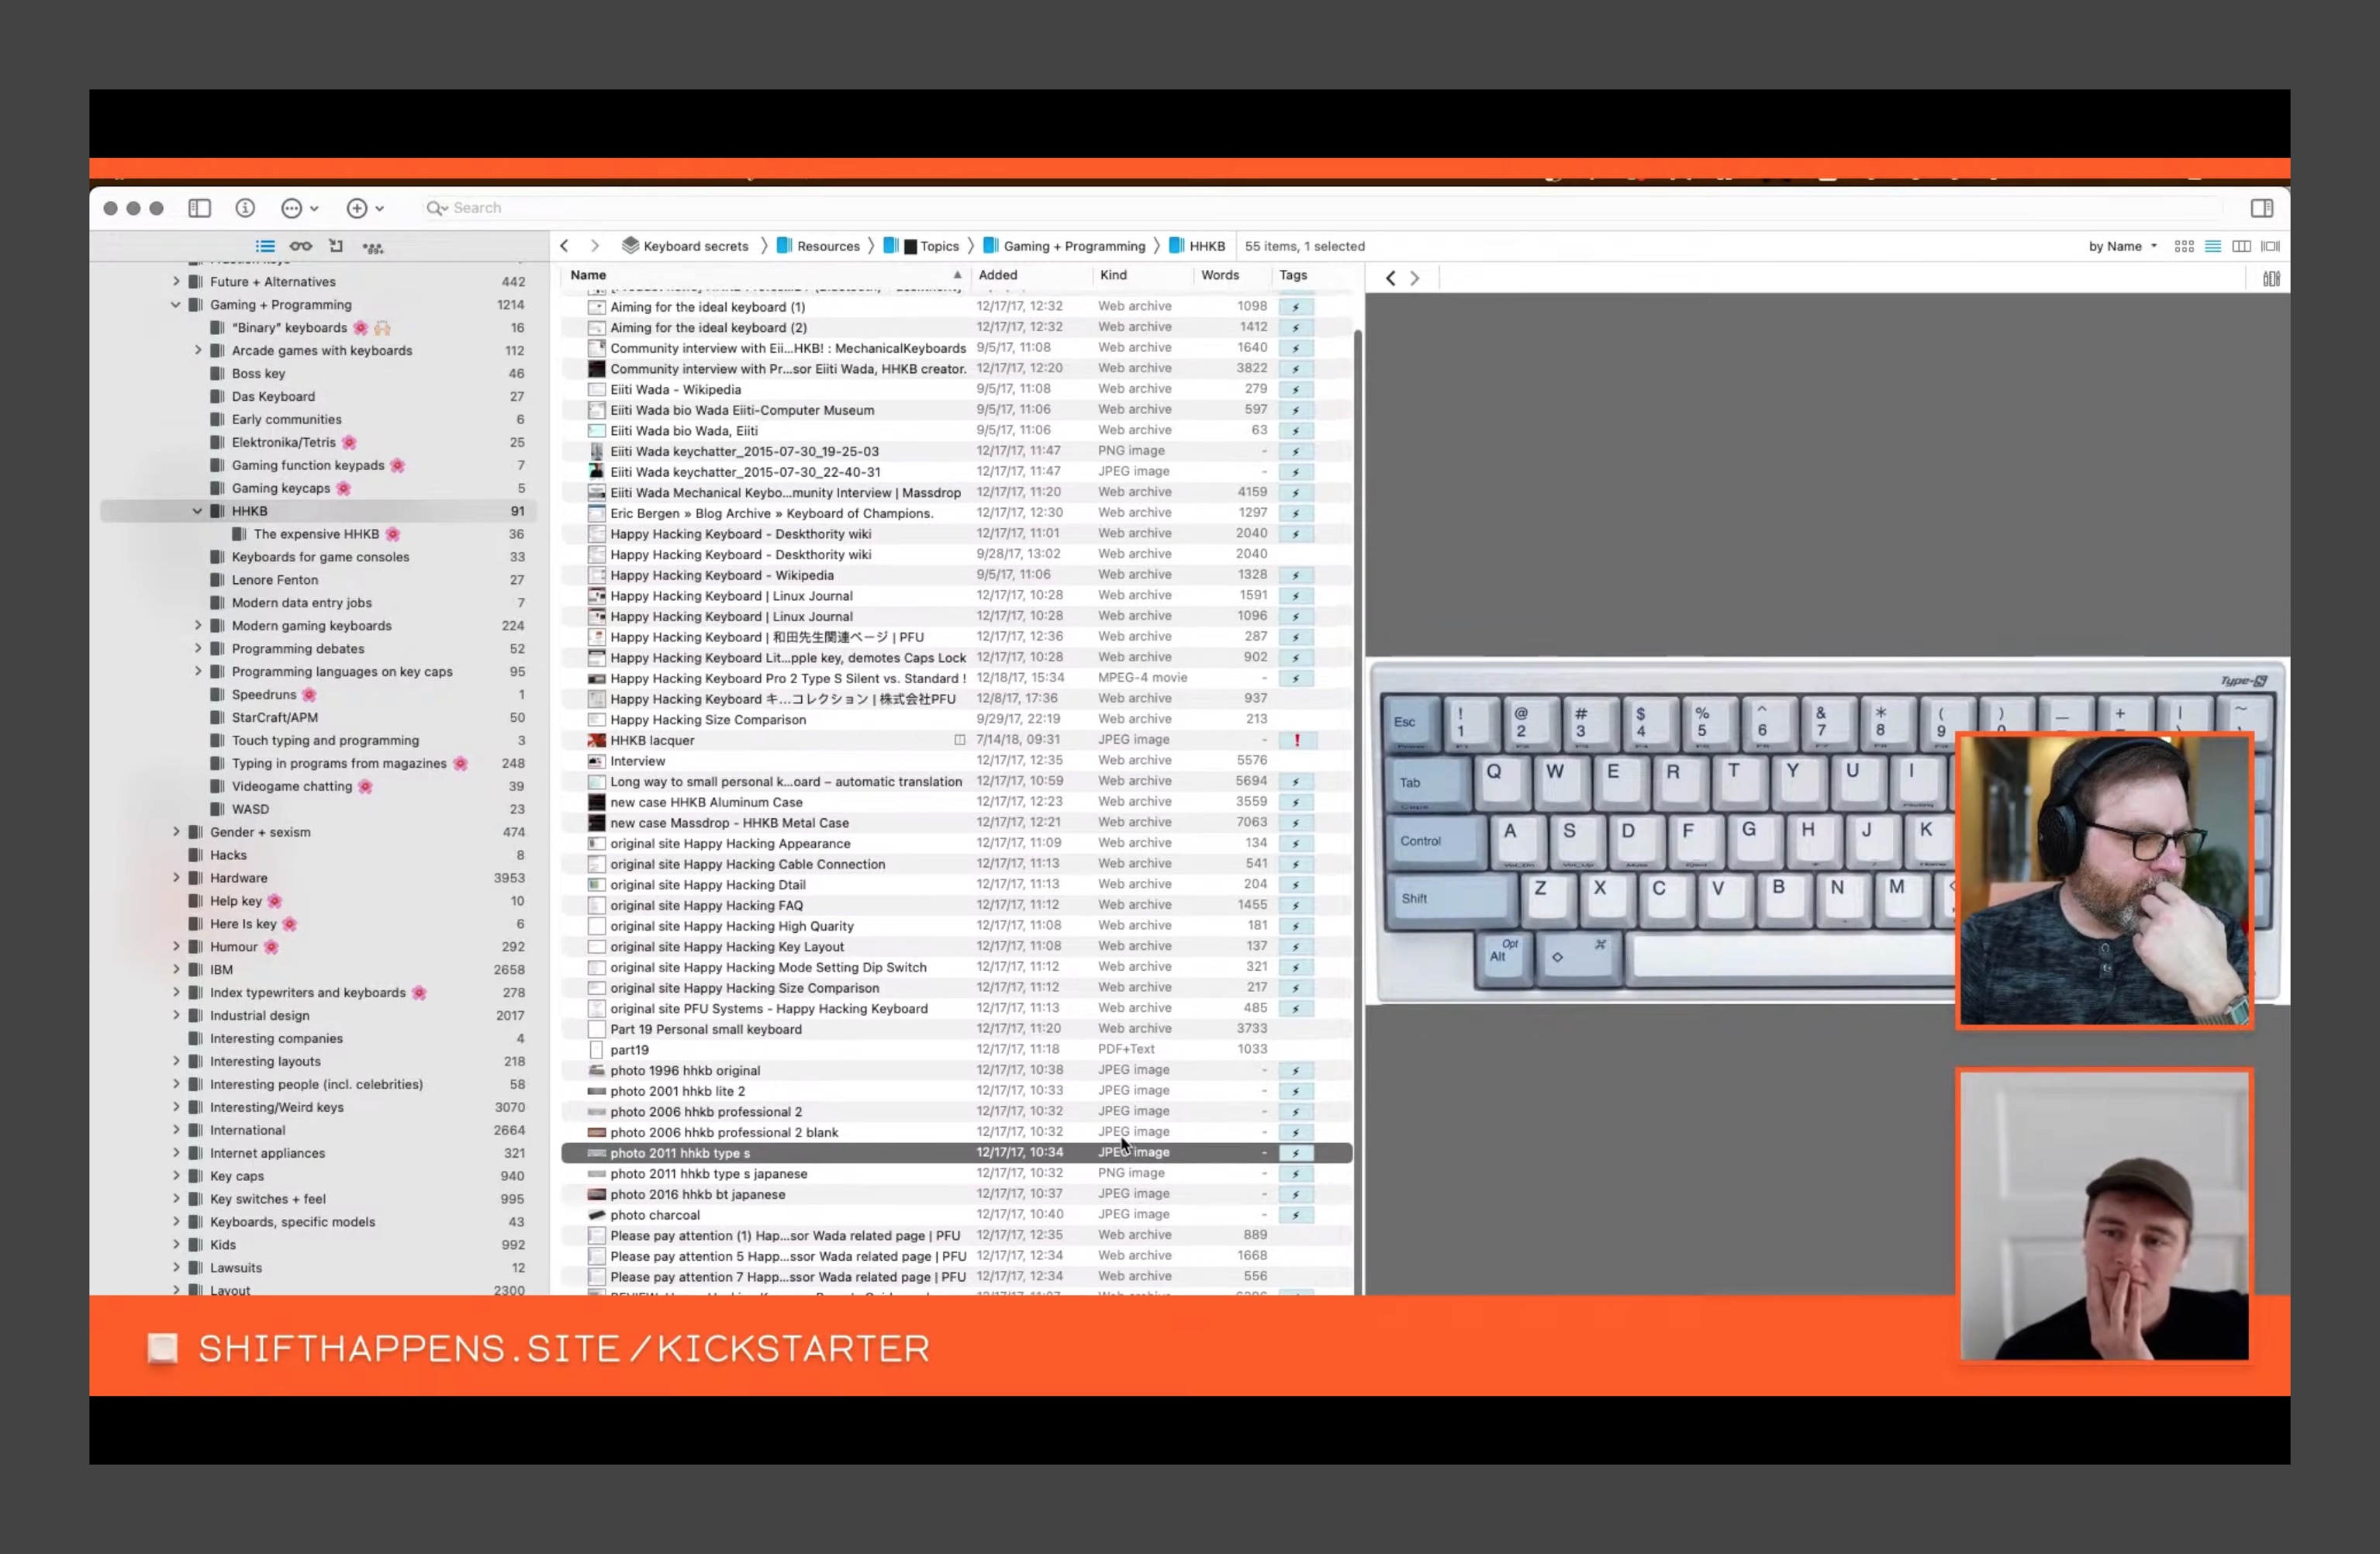 Search
Keyboard secrets 〉 Resources 〉 Topics 〉 Gaming + Programming 〉 HHKB 55 items, 1 selected by Name
Future + Alternatives 442
Gaming + Programming 1214
"Binary" keyboards 🌸 🙌🏻 16
Arcade games with keyboards 112
Boss key 46
Das Keyboard 27
Early communities 6
Elektronika/Tetris 🌸 25
Gaming function keypads 🌸 7
Gaming keycaps 🌸 5
HHKB 91
The expensive HHKB 🌸 36
Keyboards for game consoles 33
Lenore Fenton 27
Modern data entry jobs 7
Modern gaming keyboards 224
Programming debates 52
Programming languages on key caps 95
Speedruns 🌸 1
StarCraft/APM 50
Touch typing and programming 3
Typing in programs from magazines 🌸 248
Videogame chatting 🌸 39
WASD 23
Gender + sexism 474
Hacks 8
Hardware 3953
Help key 🌸 10
Here Is key 🌸 6
Humour 🌸 292
IBM 2658
Index typewriters and keyboards 🌸 278
Industrial design 2017
Interesting companies 4
Interesting layouts 218
Interesting people (incl. celebrities) 58
Interesting/Weird keys 3070
International 2664
Internet appliances 321
Key caps 940
Key switches + feel 995
Keyboards, specific models 43
Kids 992
Lawsuits 12
Layout 2300
Name Added Kind Words Tags
Aiming for the ideal keyboard (1) 12/17/17, 12:32 Web archive 1098
Aiming for the ideal keyboard (2) 12/17/17, 12:32 Web archive 1412
Community interview with Eii...HKB! : MechanicalKeyboards 9/5/17, 11:08 Web archive 1640
Community interview with Pr...sor Eiiti Wada, HHKB creator. 12/17/17, 12:20 Web archive 3822
Eiiti Wada - Wikipedia 9/5/17, 11:08 Web archive 279
Eiiti Wada bio Wada Eiiti-Computer Museum 9/5/17, 11:06 Web archive 597
Eiiti Wada bio Wada, Eiiti 9/5/17, 11:06 Web archive 63
Eiiti Wada keychatter_2015-07-30_19-25-03 12/17/17, 11:47 PNG image -
Eiiti Wada keychatter_2015-07-30_22-40-31 12/17/17, 11:47 JPEG image -
Eiiti Wada Mechanical Keybo...munity Interview | Massdrop 12/17/17, 11:20 Web archive 4159
Eric Bergen » Blog Archive » Keyboard of Champions. 12/17/17, 12:30 Web archive 1297
Happy Hacking Keyboard - Deskthority wiki 12/17/17, 11:01 Web archive 2040
Happy Hacking Keyboard - Deskthority wiki 9/28/17, 13:02 Web archive 2040
Happy Hacking Keyboard - Wikipedia 9/5/17, 11:06 Web archive 1328
Happy Hacking Keyboard | Linux Journal 12/17/17, 10:28 Web archive 1591
Happy Hacking Keyboard | Linux Journal 12/17/17, 10:28 Web archive 1096
Happy Hacking Keyboard | 和田先生関連ページ | PFU 12/17/17, 12:36 Web archive 287
Happy Hacking Keyboard Lit...pple key, demotes Caps Lock 12/17/17, 10:28 Web archive 902
Happy Hacking Keyboard Pro 2 Type S Silent vs. Standard ! 12/18/17, 15:34 MPEG-4 movie -
Happy Hacking Keyboard キ...コレクション | 株式会社PFU 12/8/17, 17:36 Web archive 937
Happy Hacking Size Comparison 9/29/17, 22:19 Web archive 213
HHKB lacquer 7/14/18, 09:31 JPEG image - !
Interview 12/17/17, 12:35 Web archive 5576
Long way to small personal k...oard – automatic translation 12/17/17, 10:59 Web archive 5694
new case HHKB Aluminum Case 12/17/17, 12:23 Web archive 3559
new case Massdrop - HHKB Metal Case 12/17/17, 12:21 Web archive 7063
original site Happy Hacking Appearance 12/17/17, 11:09 Web archive 134
original site Happy Hacking Cable Connection 12/17/17, 11:13 Web archive 541
original site Happy Hacking Dtail 12/17/17, 11:13 Web archive 204
original site Happy Hacking FAQ 12/17/17, 11:12 Web archive 1455
original site Happy Hacking High Quarity 12/17/17, 11:08 Web archive 181
original site Happy Hacking Key Layout 12/17/17, 11:08 Web archive 137
original site Happy Hacking Mode Setting Dip Switch 12/17/17, 11:12 Web archive 321
original site Happy Hacking Size Comparison 12/17/17, 11:12 Web archive 217
original site PFU Systems - Happy Hacking Keyboard 12/17/17, 11:13 Web archive 485
Part 19 Personal small keyboard 12/17/17, 11:20 Web archive 3733
part19 12/17/17, 11:18 PDF+Text 1033
photo 1996 hhkb original 12/17/17, 10:38 JPEG image -
photo 2001 hhkb lite 2 12/17/17, 10:33 JPEG image -
photo 2006 hhkb professional 2 12/17/17, 10:32 JPEG image -
photo 2006 hhkb professional 2 blank 12/17/17, 10:32 JPEG image -
photo 2011 hhkb type s 12/17/17, 10:34 JPEG image -
photo 2011 hhkb type s japanese 12/17/17, 10:32 PNG image -
photo 2016 hhkb bt japanese 12/17/17, 10:37 JPEG image -
photo charcoal 12/17/17, 10:40 JPEG image -
Please pay attention (1) Hap...sor Wada related page | PFU 12/17/17, 12:35 Web archive 889
Please pay attention 5 Happ...ssor Wada related page | PFU 12/17/17, 12:34 Web archive 1668
Please pay attention 7 Happ...ssor Wada related page | PFU 12/17/17, 12:34 Web archive 556
Type-S
Esc ! 1 @ 2 # 3 $ 4 % 5 ^ 6 & 7 * 8 ( 9 ) 0 — + | ~
Tab Q W E R T Y U I
Control A S D F G H J K
Shift Z X C V B N M
Alt Opt ◇ ⌘
SHIFTHAPPENS.SITE/KICKSTARTER